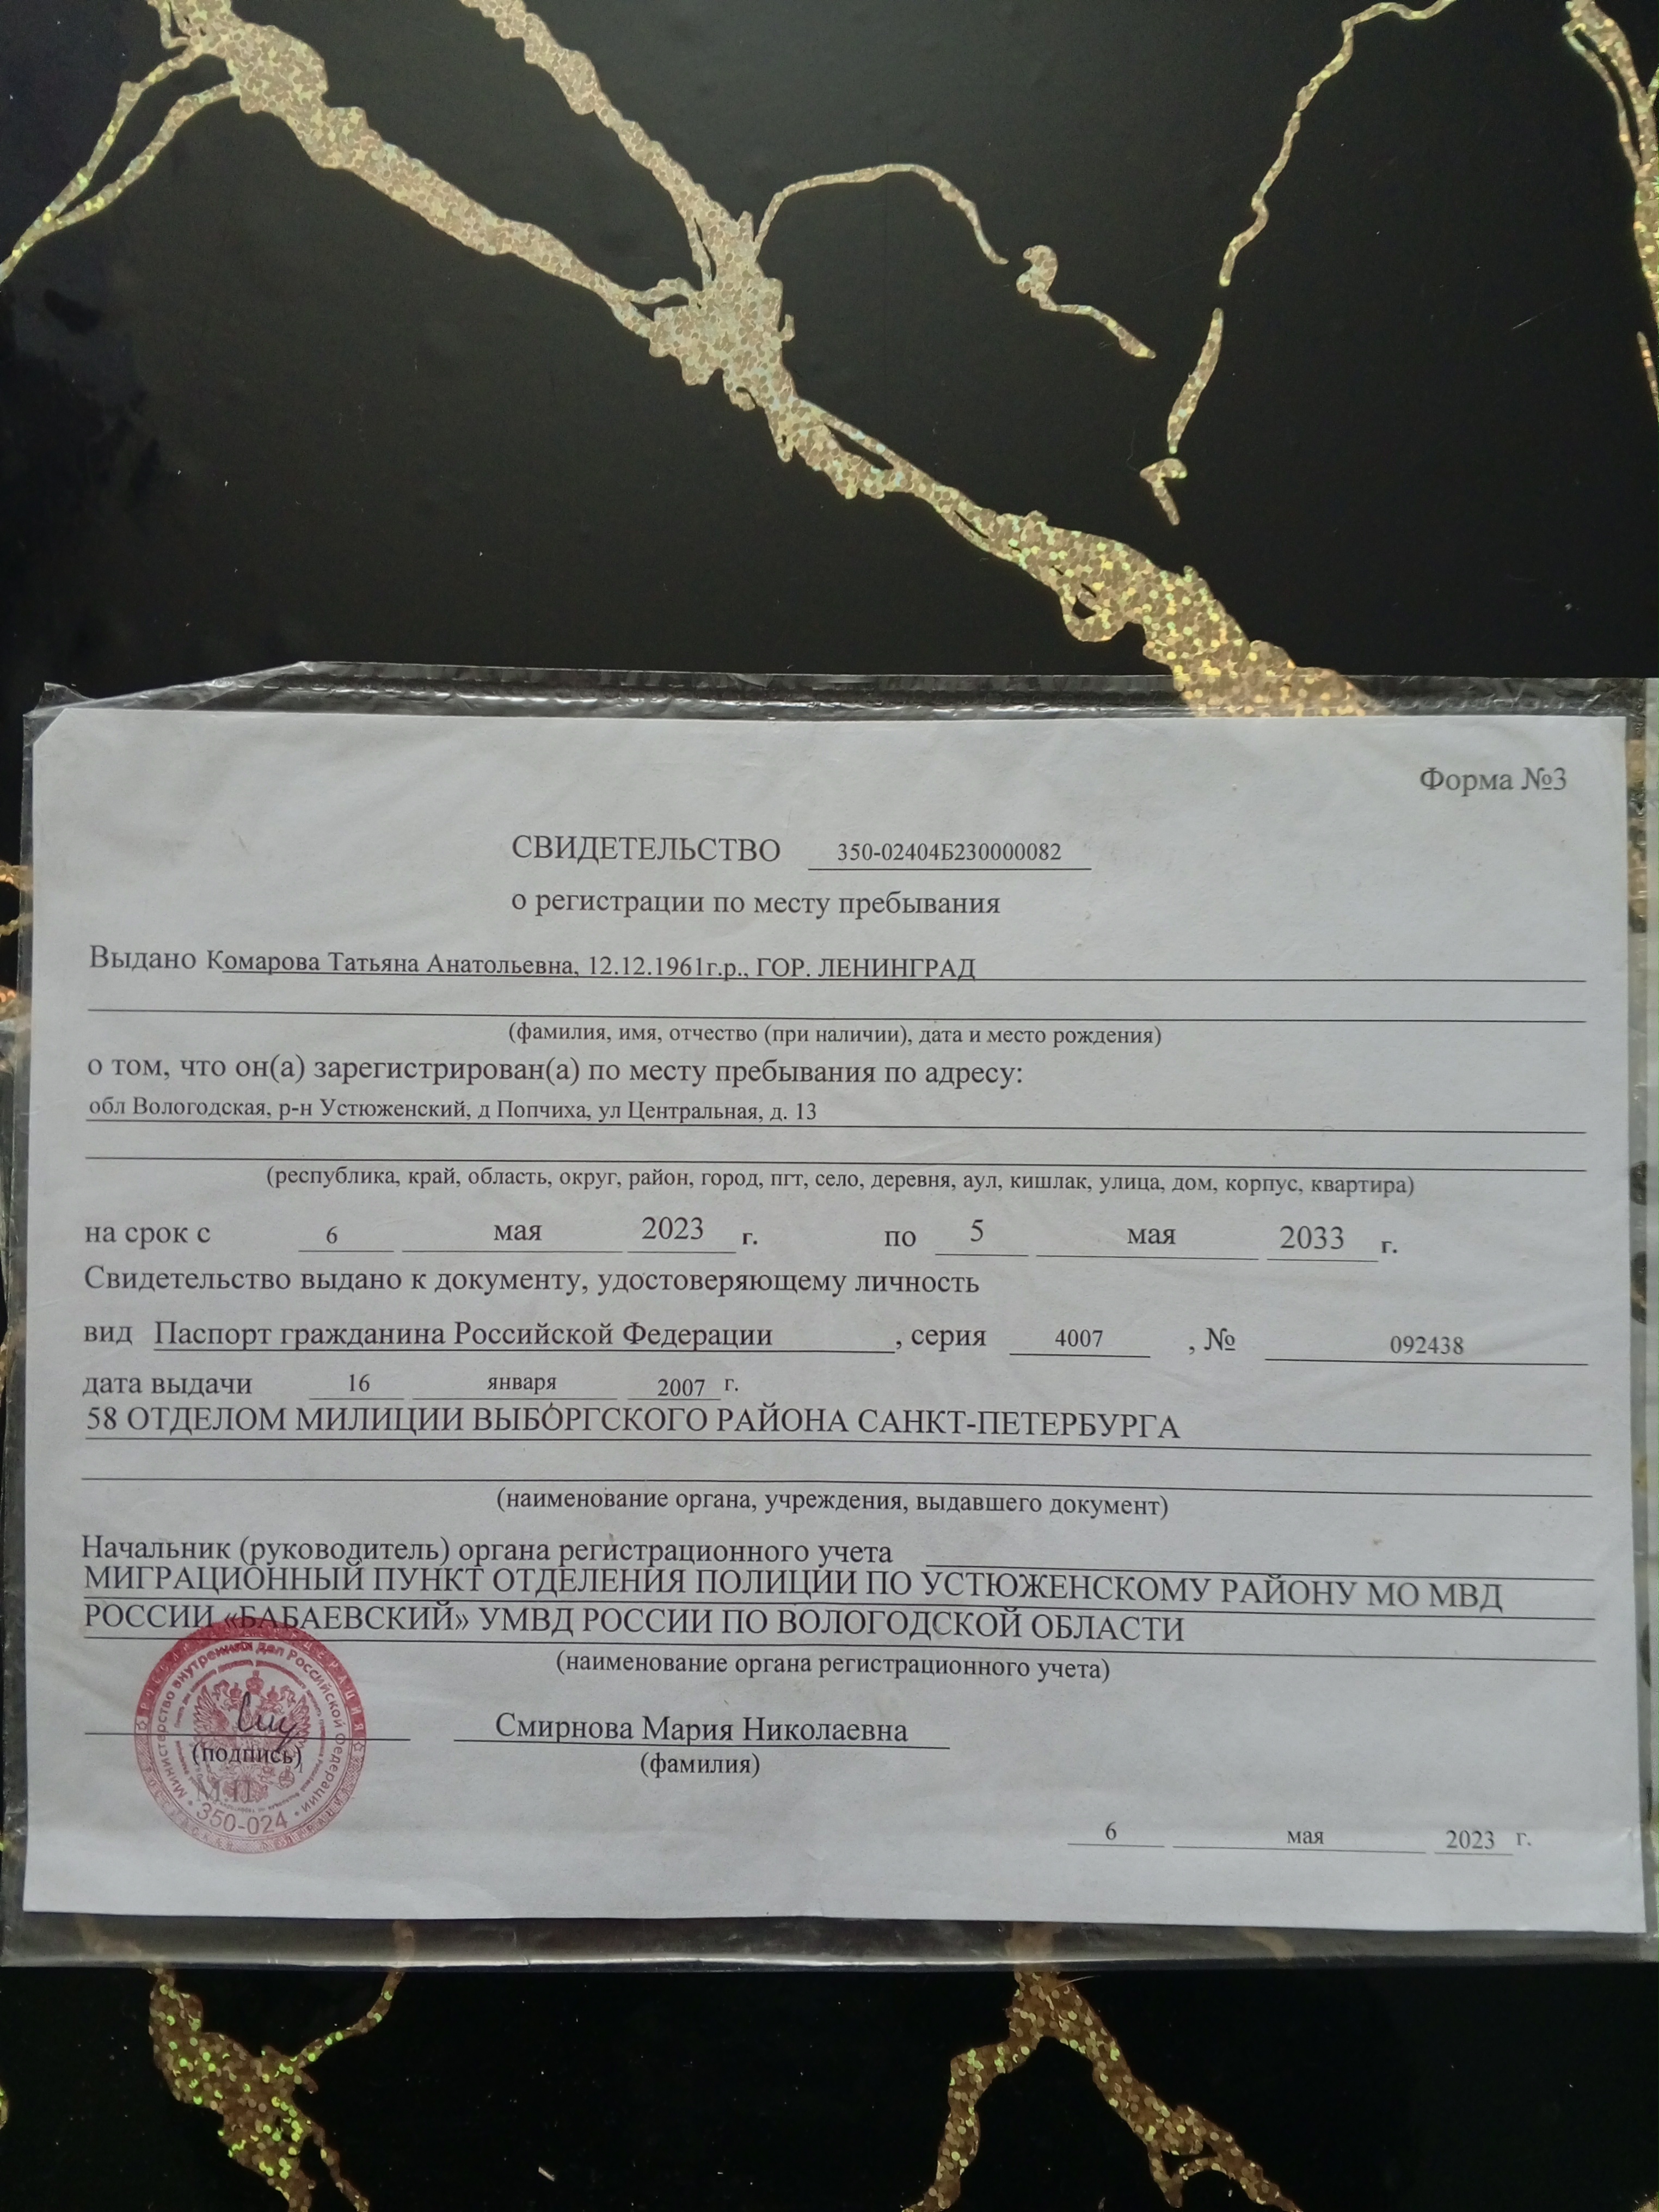 Форма №3
СВИДЕТЕЛЬСТВО 350-02404Б230000082
о регистрации по месту пребывания
Выдано Комарова Татьяна Анатольевна, 12.12.1961г.р., ГОР. ЛЕНИНГРАД
(фамилия, имя, отчество (при наличии), дата и место рождения)
о том, что он(а) зарегистрирован(а) по месту пребывания по адресу:
обл Вологодская, р-н Устюженский, д Попчиха, ул Центральная, д. 13
(республика, край, область, округ, район, город, пгт, село, деревня, аул, кишлак, улица, дом, корпус, квартира)
на срок с 6 мая 2023 г. по 5 мая 2033 г.
Свидетельство выдано к документу, удостоверяющему личность
вид Паспорт гражданина Российской Федерации , серия 4007 , № 092438
дата выдачи 16 января 2007 г.
58 ОТДЕЛОМ МИЛИЦИИ ВЫБОРГСКОГО РАЙОНА САНКТ-ПЕТЕРБУРГА
(наименование органа, учреждения, выдавшего документ)
Начальник (руководитель) органа регистрационного учета
МИГРАЦИОННЫЙ ПУНКТ ОТДЕЛЕНИЯ ПОЛИЦИИ ПО УСТЮЖЕНСКОМУ РАЙОНУ МО МВД
РОССИИ «БАБАЕВСКИЙ» УМВД РОССИИ ПО ВОЛОГОДСКОЙ ОБЛАСТИ
(наименование органа регистрационного учета)
Министерство внутренних дел Российской Федерации
Смирнова Мария Николаевна
(подпись) (фамилия)
М.П.
350-024
6 мая 2023 г.